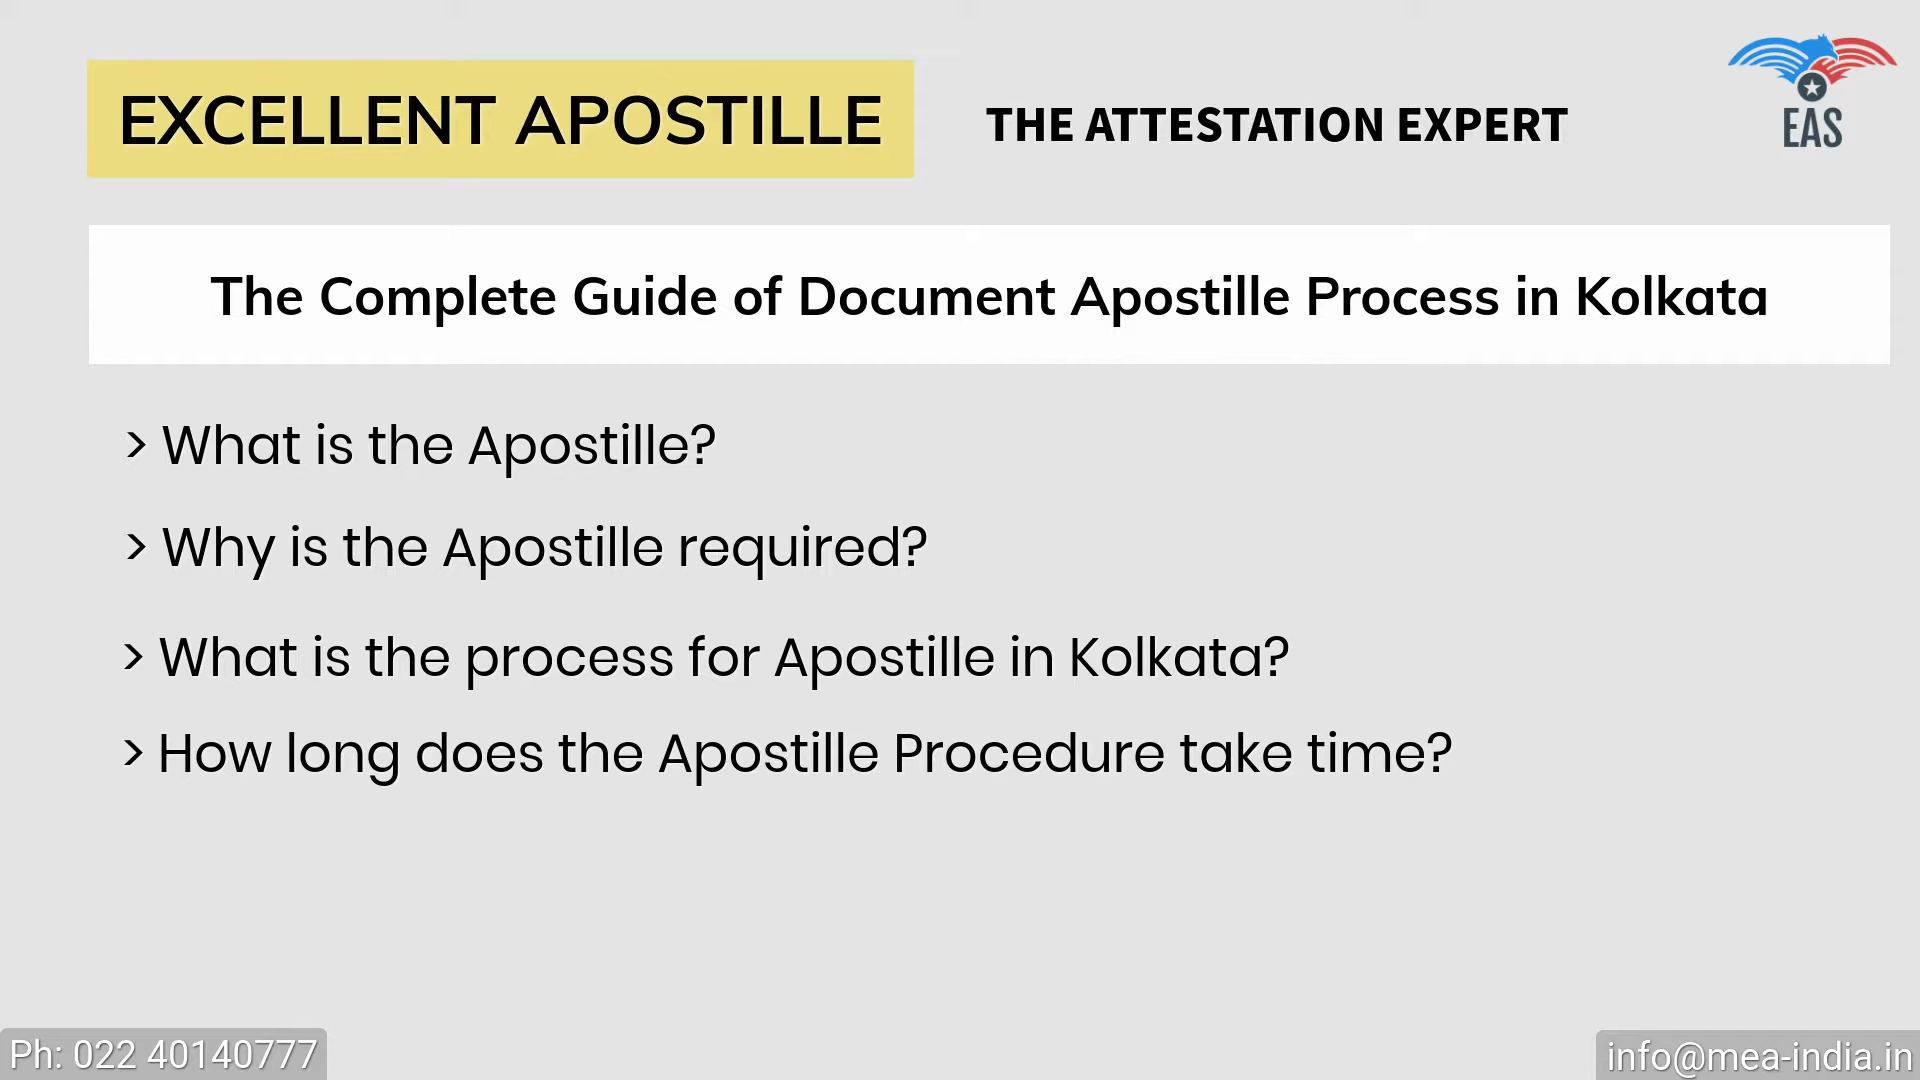 EXCELLENT APOSTILLE
THE ATTESTATION EXPERT
EAS
The Complete Guide of Document Apostille Process in Kolkata
> What is the Apostille?
> Why is the Apostille required?
> What is the process for Apostille in Kolkata?
> How long does the Apostille Procedure take time?
Ph: 022 40140777
info@mea-india.in